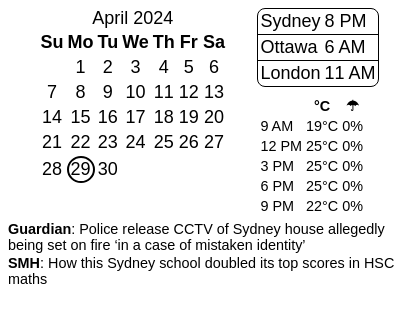 April 2024
Su Mo Tu We Th Fr Sa
1 2 3 4 5 6
7 8 9 10 11 12 13
14 15 16 17 18 19 20
21 22 23 24 25 26 27
28 29 30
Sydney 8 PM
Ottawa 6 AM
London 11 AM
°C ☂
9 AM 19°C 0%
12 PM 25°C 0%
3 PM 25°C 0%
6 PM 25°C 0%
9 PM 22°C 0%
Guardian: Police release CCTV of Sydney house allegedly
being set on fire ‘in a case of mistaken identity’
SMH: How this Sydney school doubled its top scores in HSC
maths